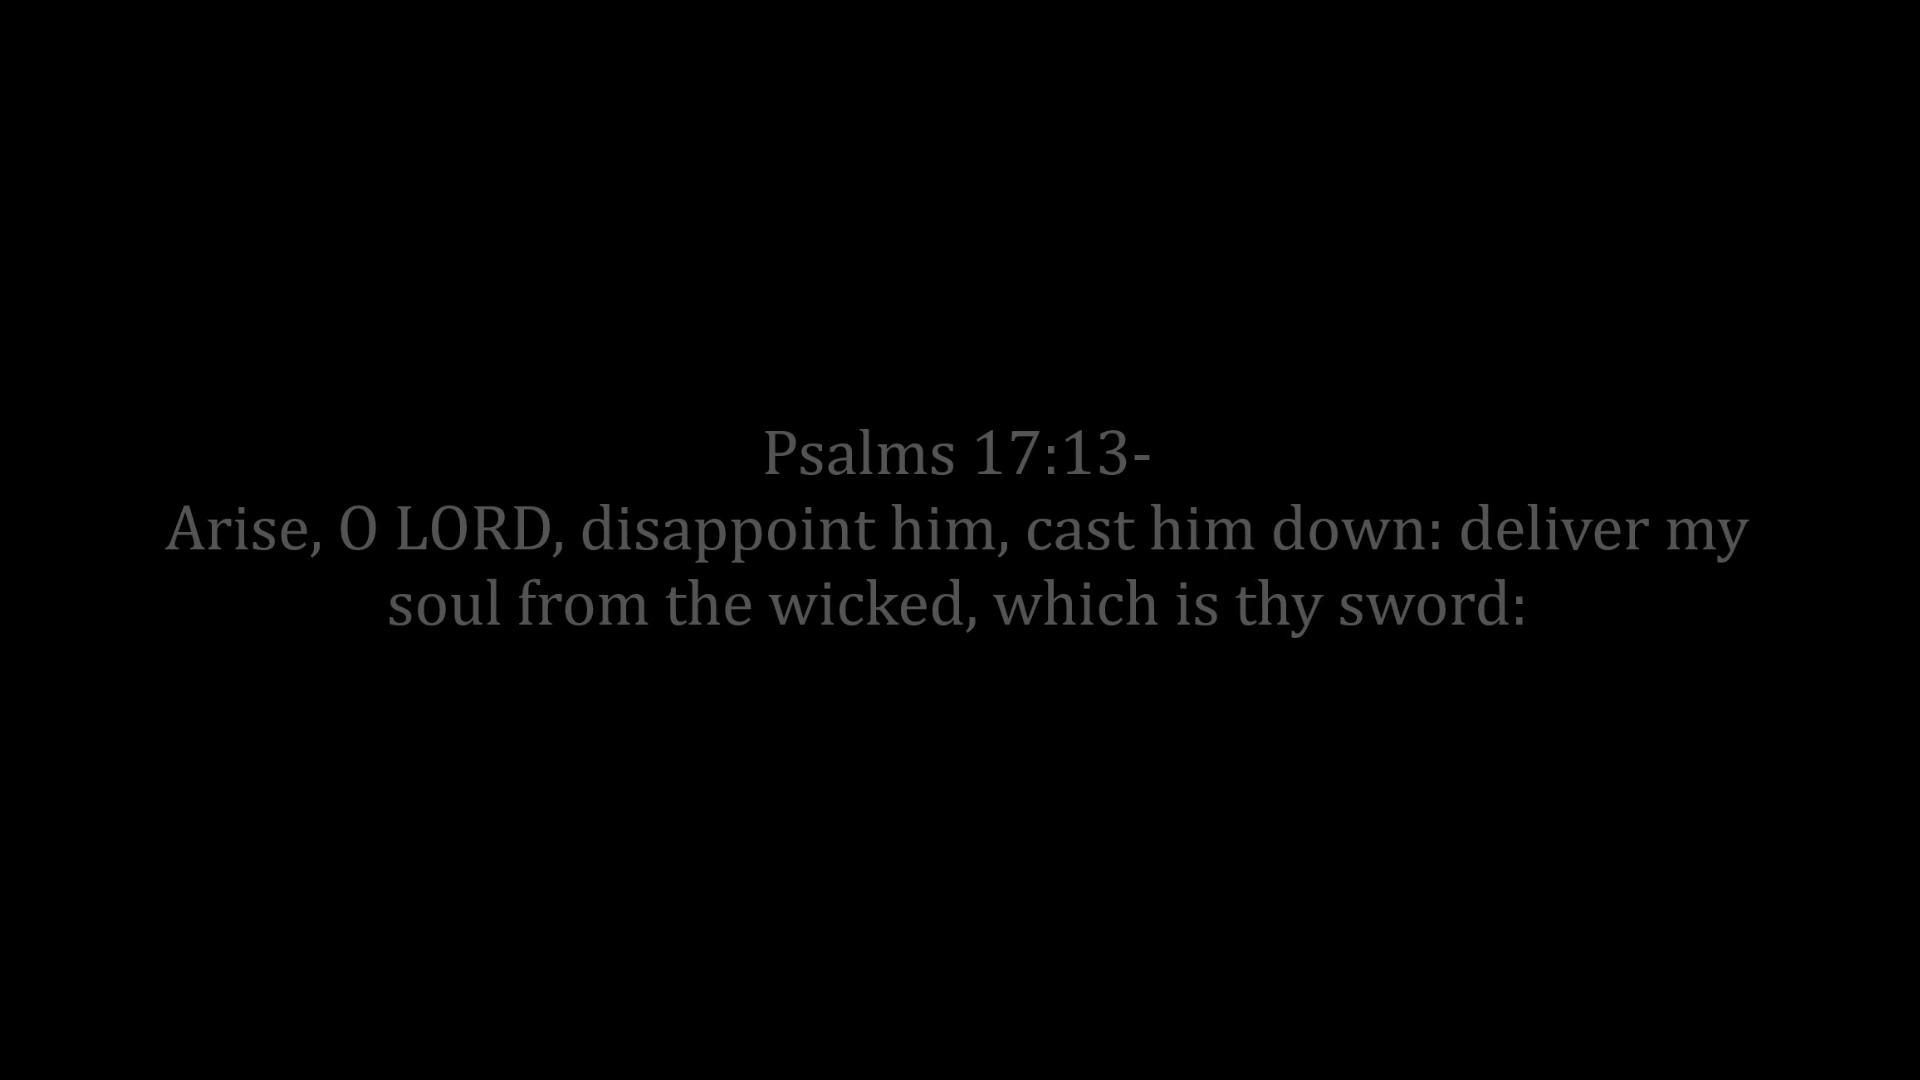 Psalms 17:13-
Arise, O LORD, disappoint him, cast him down: deliver my
soul from the wicked, which is thy sword: